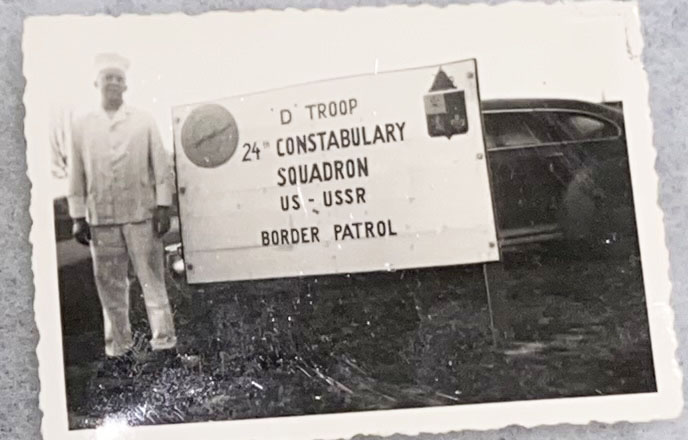 'D' TROOP
24TH CONSTABULARY
SQUADRON
US - USSR
BORDER PATROL